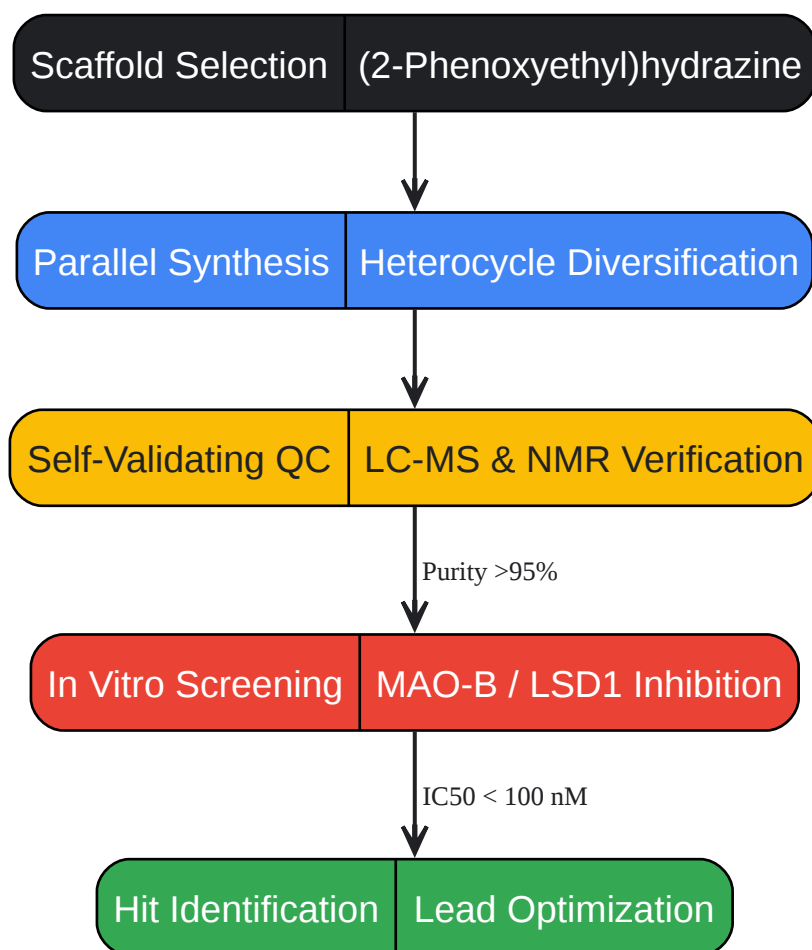 Scaffold Selection (2-Phenoxyethyl)hydrazine
Parallel Synthesis Heterocycle Diversification
Self-Validating QC LC-MS & NMR Verification
Purity >95%
In Vitro Screening MAO-B / LSD1 Inhibition
IC50 < 100 nM
Hit Identification Lead Optimization